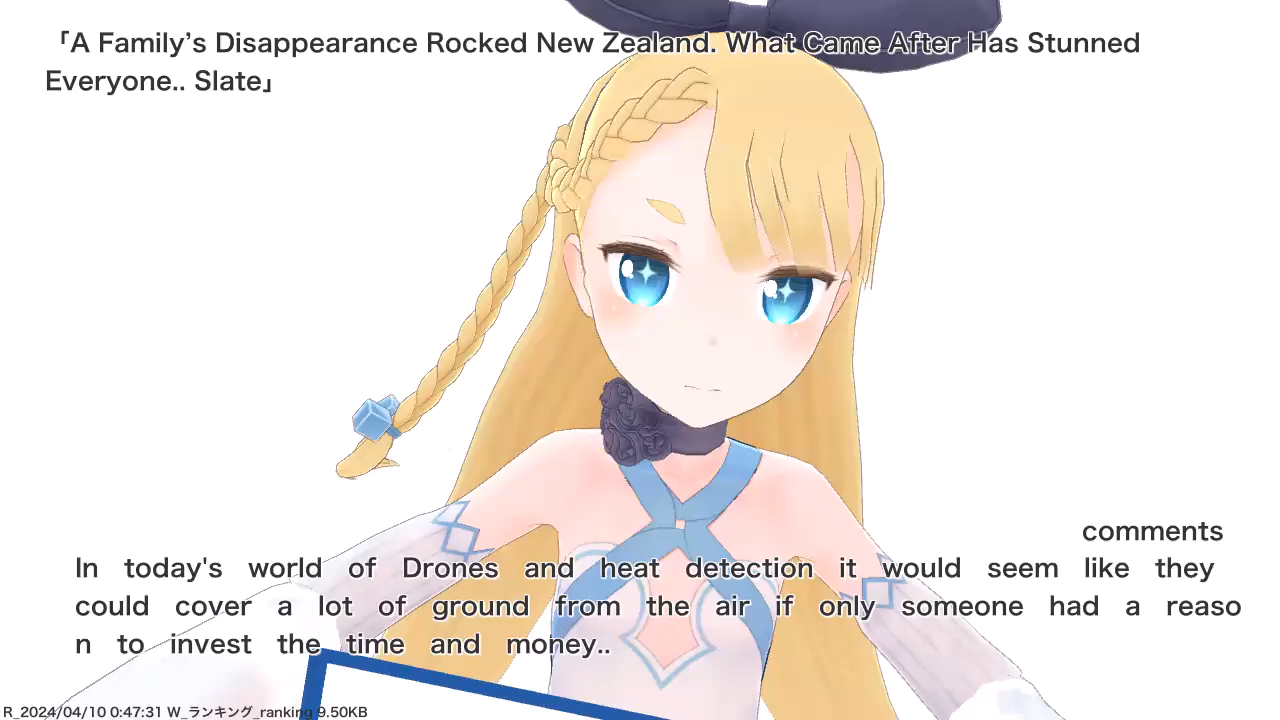 「A Family’s Disappearance Rocked New Zealand. What Came After Has Stunned
Everyone.. Slate」
comments
In today's world of Drones and heat detection it would seem like they
could cover a lot of ground from the air if only someone had a reaso
n to invest the time and money..
R_2024/04/10 0:47:31 W_ランキング_ranking 9.50KB